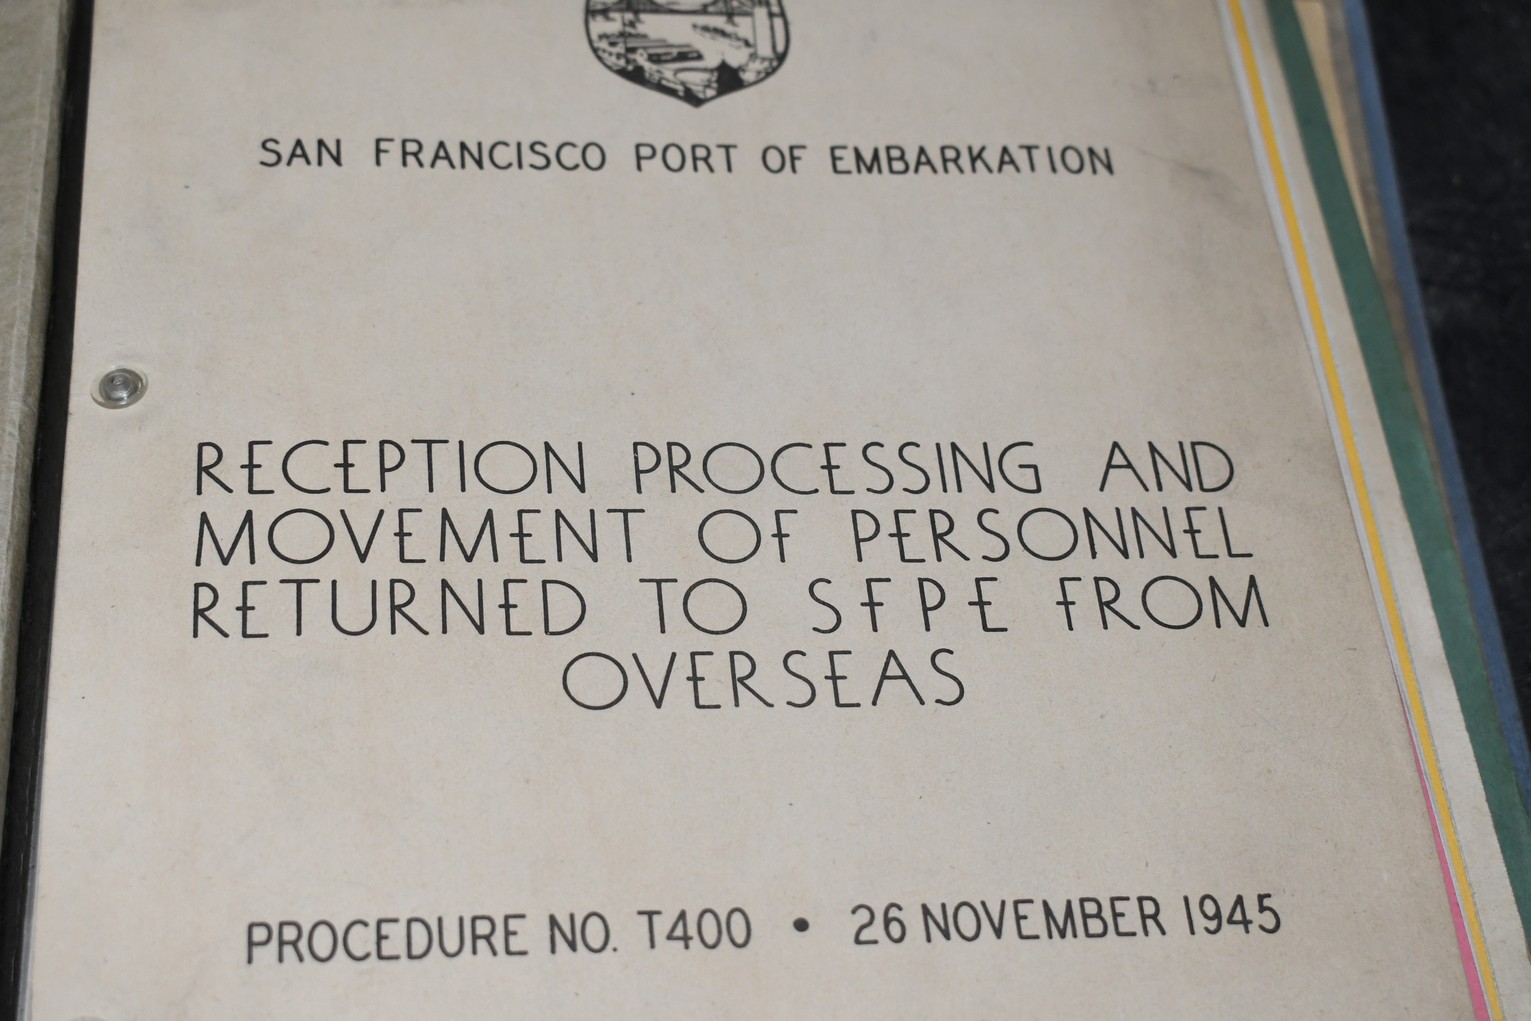 SAN FRANCISCO PORT OF EMBARKATION
RECEPTION PROCESSING AND
MOVEMENT OF PERSONNEL
RETURNED TO SFPE FROM
OVERSEAS
PROCEDURE NO. T400 • 26 NOVEMBER 1945